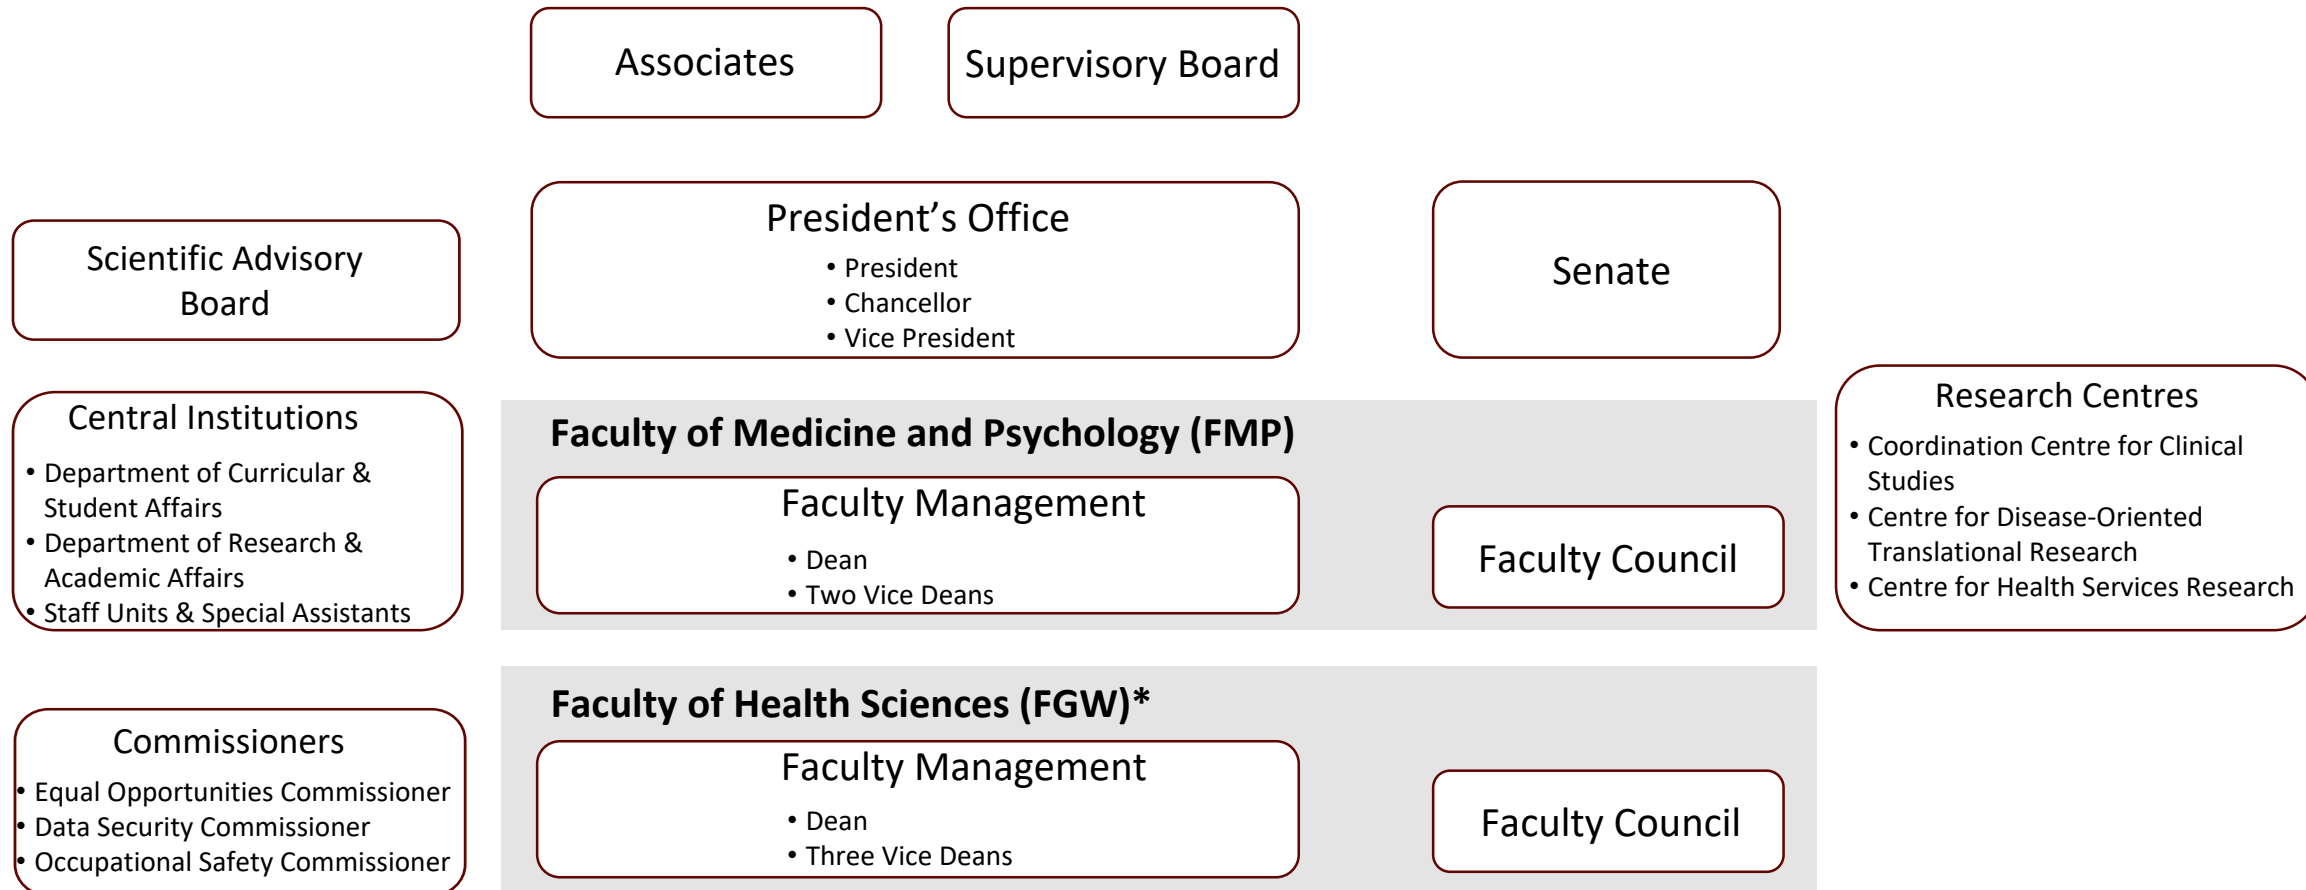 Associates
Supervisory Board
President’s Office
• President
• Chancellor
• Vice President
Senate
Scientific Advisory
Board
Central Institutions
• Department of Curricular &
Student Affairs
• Department of Research &
Academic Affairs
• Staff Units & Special Assistants
Faculty of Medicine and Psychology (FMP)
Faculty Management
• Dean
• Two Vice Deans
Faculty Council
Research Centres
• Coordination Centre for Clinical
Studies
• Centre for Disease-Oriented
Translational Research
• Centre for Health Services Research
Commissioners
• Equal Opportunities Commissioner
• Data Security Commissioner
• Occupational Safety Commissioner
Faculty of Health Sciences (FGW)*
Faculty Management
• Dean
• Three Vice Deans
Faculty Council